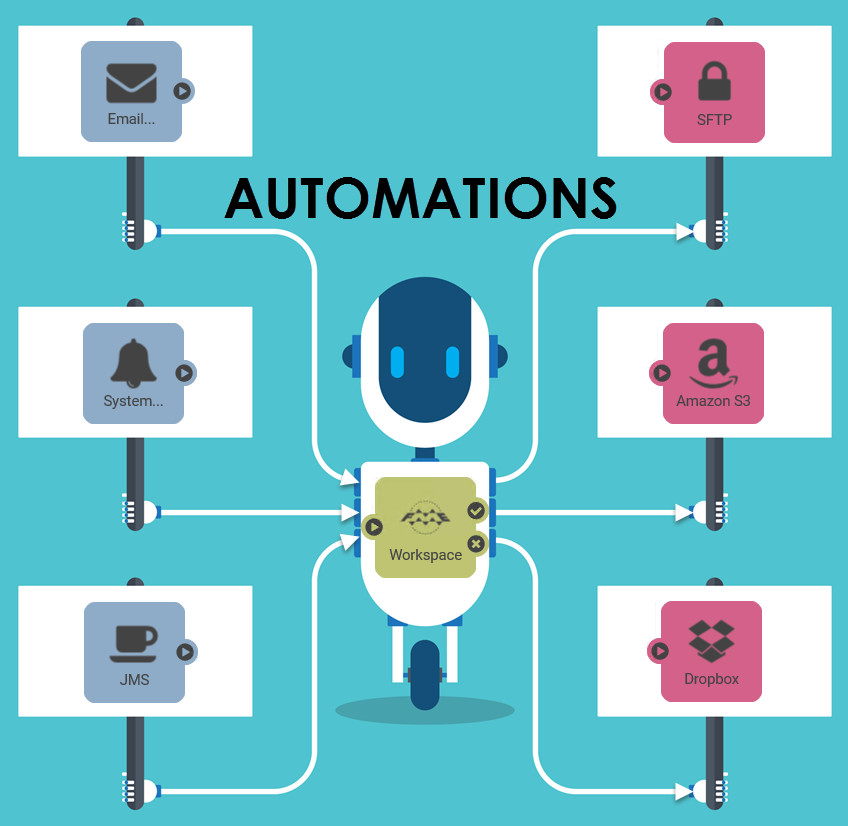 Email...
SFTP
AUTOMATIONS
System...
Amazon S3
Workspace
JMS
Dropbox